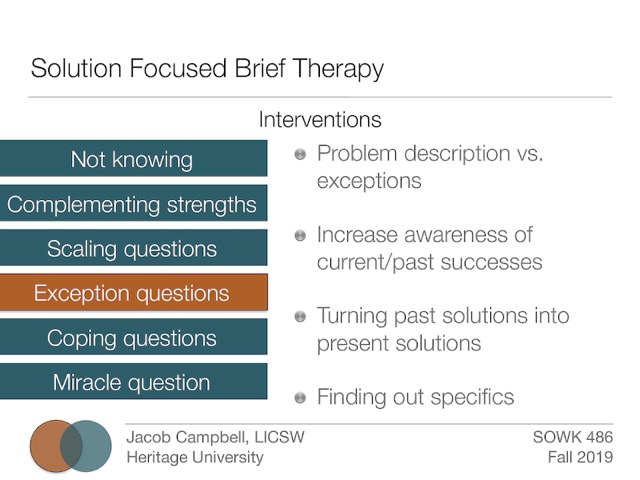 Solution Focused Brief Therapy
Interventions
Not knowing
Complementing strengths
Scaling questions
Exception questions
Coping questions
Miracle question
Problem description vs.
exceptions
Increase awareness of
current/past successes
Turning past solutions into
present solutions
Finding out specifics
Jacob Campbell, LICSW
Heritage University
SOWK 486
Fall 2019